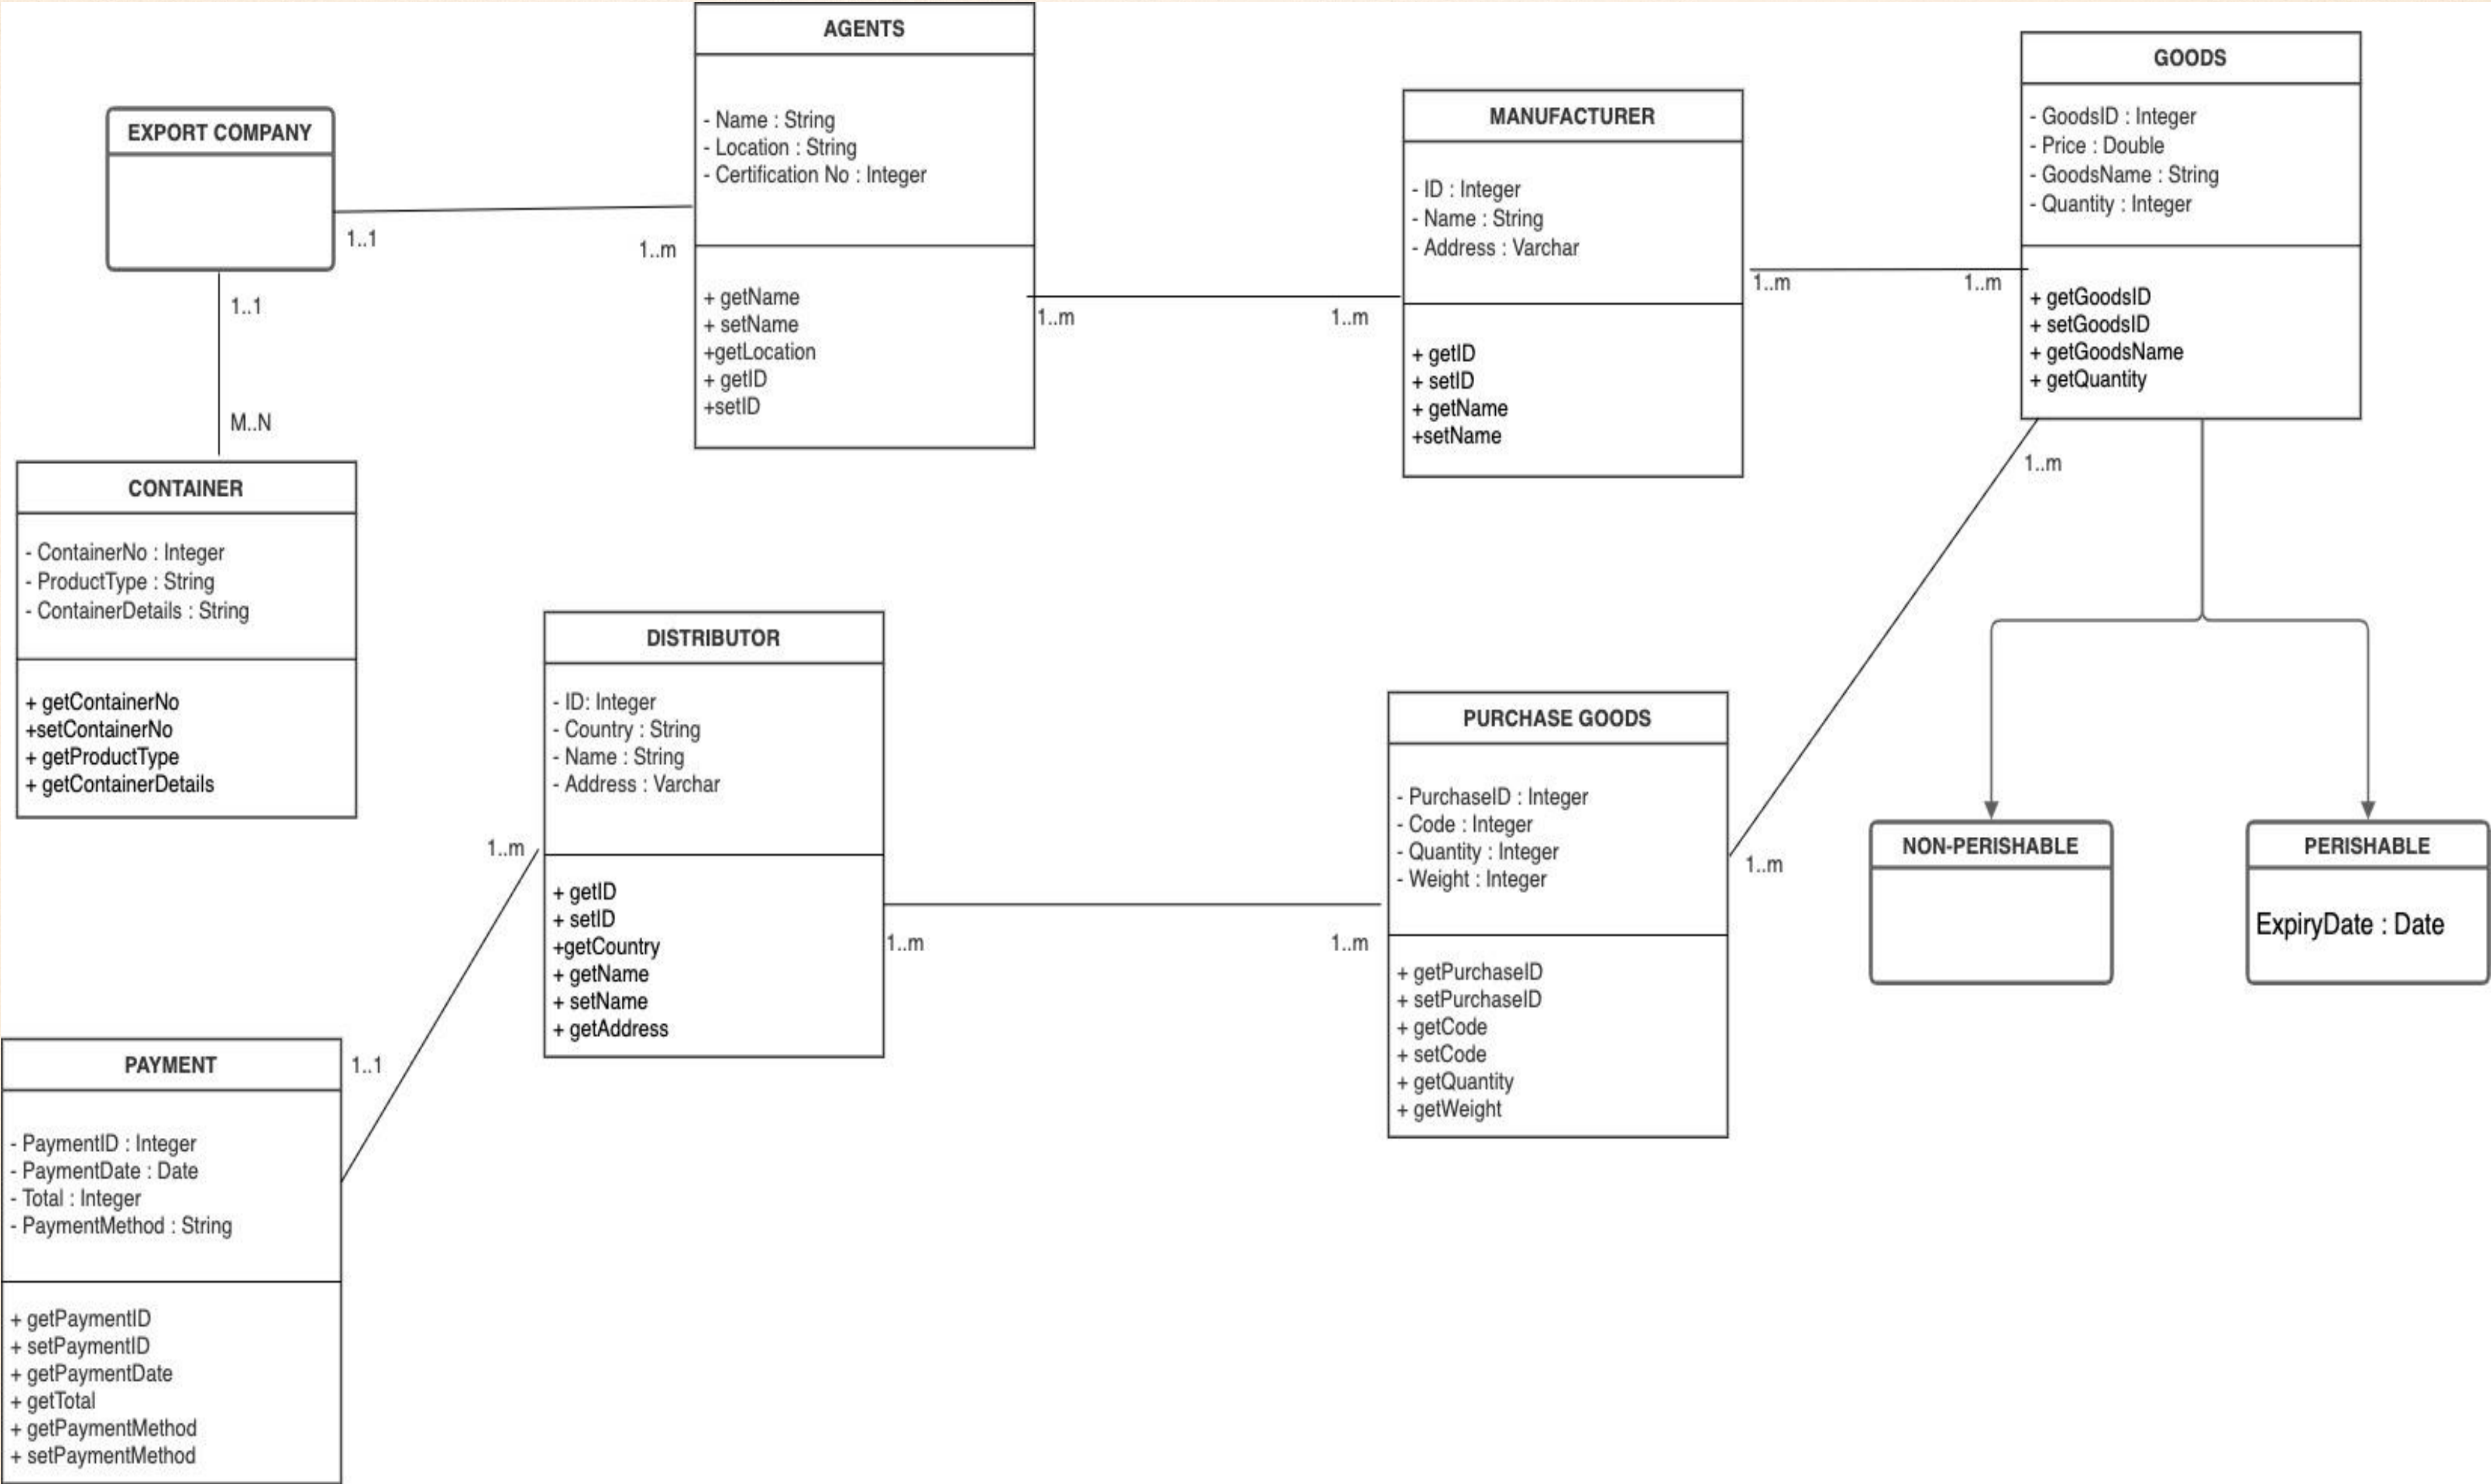 AGENTS
- Name : String
- Location : String
- Certification No : Integer
+ getName
+ setName
+getLocation
+ getID
+setID
EXPORT COMPANY
1..1
1..m
1..1
M..N
MANUFACTURER
- ID : Integer
- Name : String
- Address : Varchar
+ getID
+ setID
+ getName
+setName
1..m
1..m
GOODS
- GoodsID : Integer
- Price : Double
- GoodsName : String
- Quantity : Integer
+ getGoodsID
+ setGoodsID
+ getGoodsName
+ getQuantity
1..m
1..m
1..m
CONTAINER
- ContainerNo : Integer
- ProductType : String
- ContainerDetails : String
+ getContainerNo
+setContainerNo
+ getProductType
+ getContainerDetails
DISTRIBUTOR
- ID: Integer
- Country : String
- Name : String
- Address : Varchar
+ getID
+ setID
+getCountry
+ getName
+ setName
+ getAddress
1..m
1..m
1..m
PURCHASE GOODS
- PurchaseID : Integer
- Code : Integer
- Quantity : Integer
- Weight : Integer
+ getPurchaseID
+ setPurchaseID
+ getCode
+ setCode
+ getQuantity
+ getWeight
1..m
NON-PERISHABLE
PERISHABLE
ExpiryDate : Date
PAYMENT
1..1
- PaymentID : Integer
- PaymentDate : Date
- Total : Integer
- PaymentMethod : String
+ getPaymentID
+ setPaymentID
+ getPaymentDate
+ getTotal
+ getPaymentMethod
+ setPaymentMethod